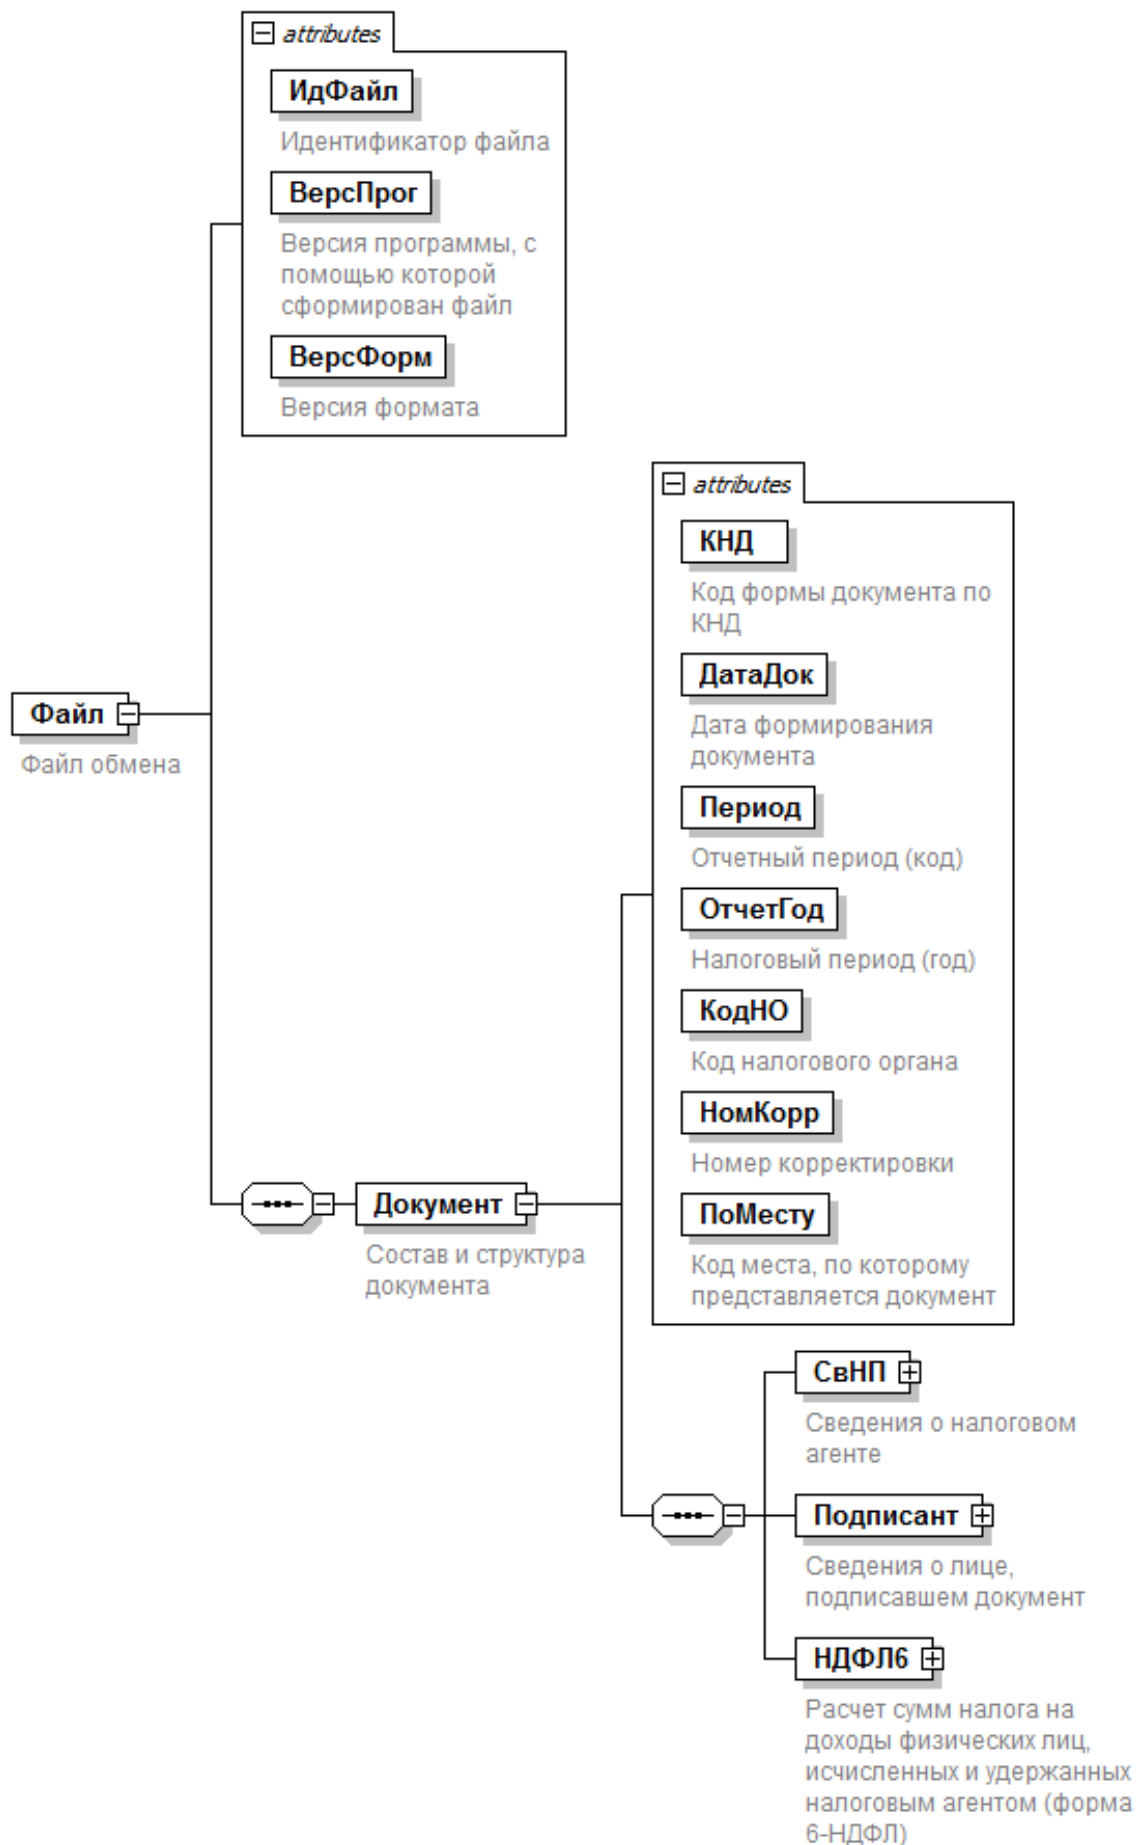 attributes
ИдФайл
Идентификатор файла
ВерсПрог
Версия программы, с
помощью которой
сформирован файл
ВерсФорм
Версия формата
attributes
КНД
Код формы документа по
КНД
ДатаДок
Дата формирования
документа
Файл
Файл обмена
Период
Отчетный период (код)
ОтчетГод
Налоговый период (год)
КодНО
Код налогового органа
НомКорр
Номер корректировки
Документ
Состав и структура
документа
ПоМесту
Код места, по которому
представляется документ
СвНП
Сведения о налоговом
агенте
Подписант
Сведения о лице,
подписавшем документ
НДФЛ6
Расчет сумм налога на
доходы физических лиц,
исчисленных и удержанных
налоговым агентом (форма
6-НДФЛ)